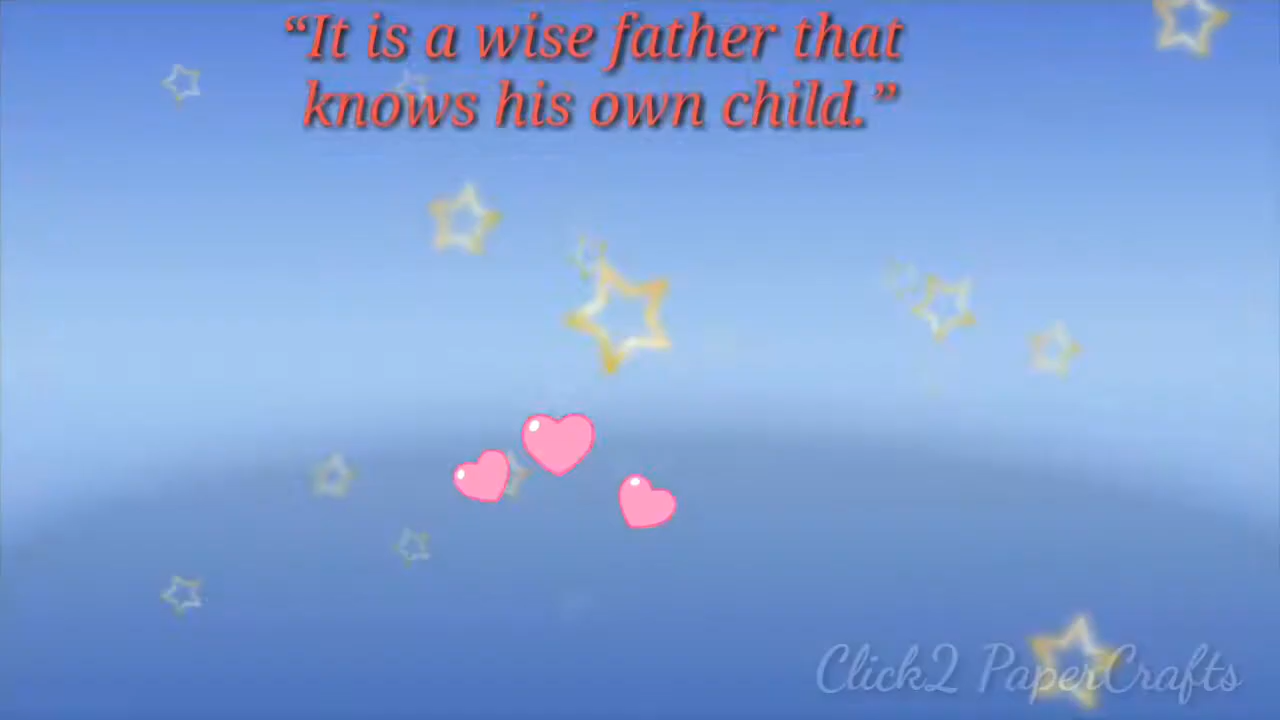 “It is a wise father that
knows his own child.”
Click2 PaperCrafts